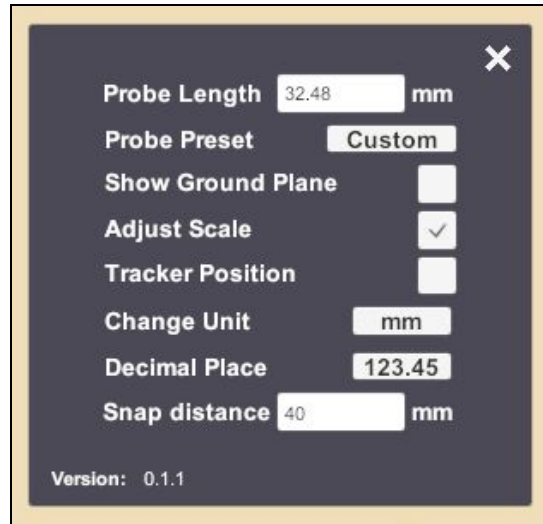 Probe Length 32.48 mm
Probe Preset Custom
Show Ground Plane
Adjust Scale
Tracker Position
Change Unit mm
Decimal Place 123.45
Snap distance 40 mm
Version: 0.1.1